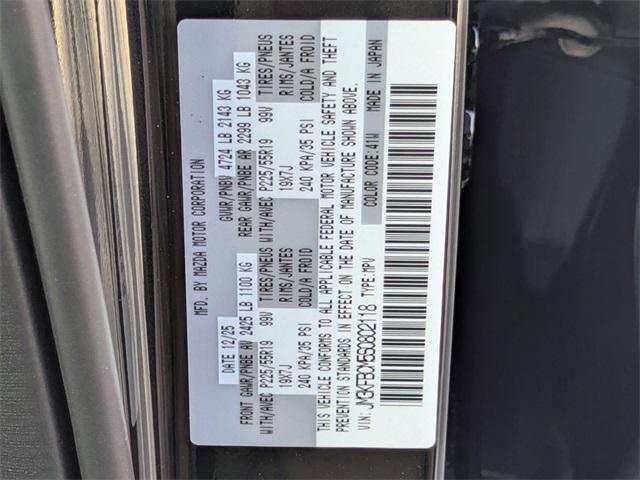 MFD. BY MAZDA MOTOR CORPORATION
DATE 12/25 GVWR/PNBV 4724 LB 2143 KG
FRONT GAWR/PNBE AV 2425 LB 1100 KG REAR GAWR/PNBE AR 2299 LB 1043 KG
WITH/AVEC P225/55R19 99V TIRES/PNEUS WITH/AVEC P225/55R19 99V TIRES/PNEUS
19X7J RIMS/JANTES 19X7J RIMS/JANTES
240 KPA/35 PSI COLD/A FROID 240 KPA/35 PSI COLD/A FROID
THIS VEHICLE CONFORMS TO ALL APPLICABLE FEDERAL MOTOR VEHICLE SAFETY AND THEFT
PREVENTION STANDARDS IN EFFECT ON THE DATE OF MANUFACTURE SHOWN ABOVE.
COLOR CODE:41W MADE IN JAPAN
VIN: JM3KFBCM5S0802118 TYPE:MPV